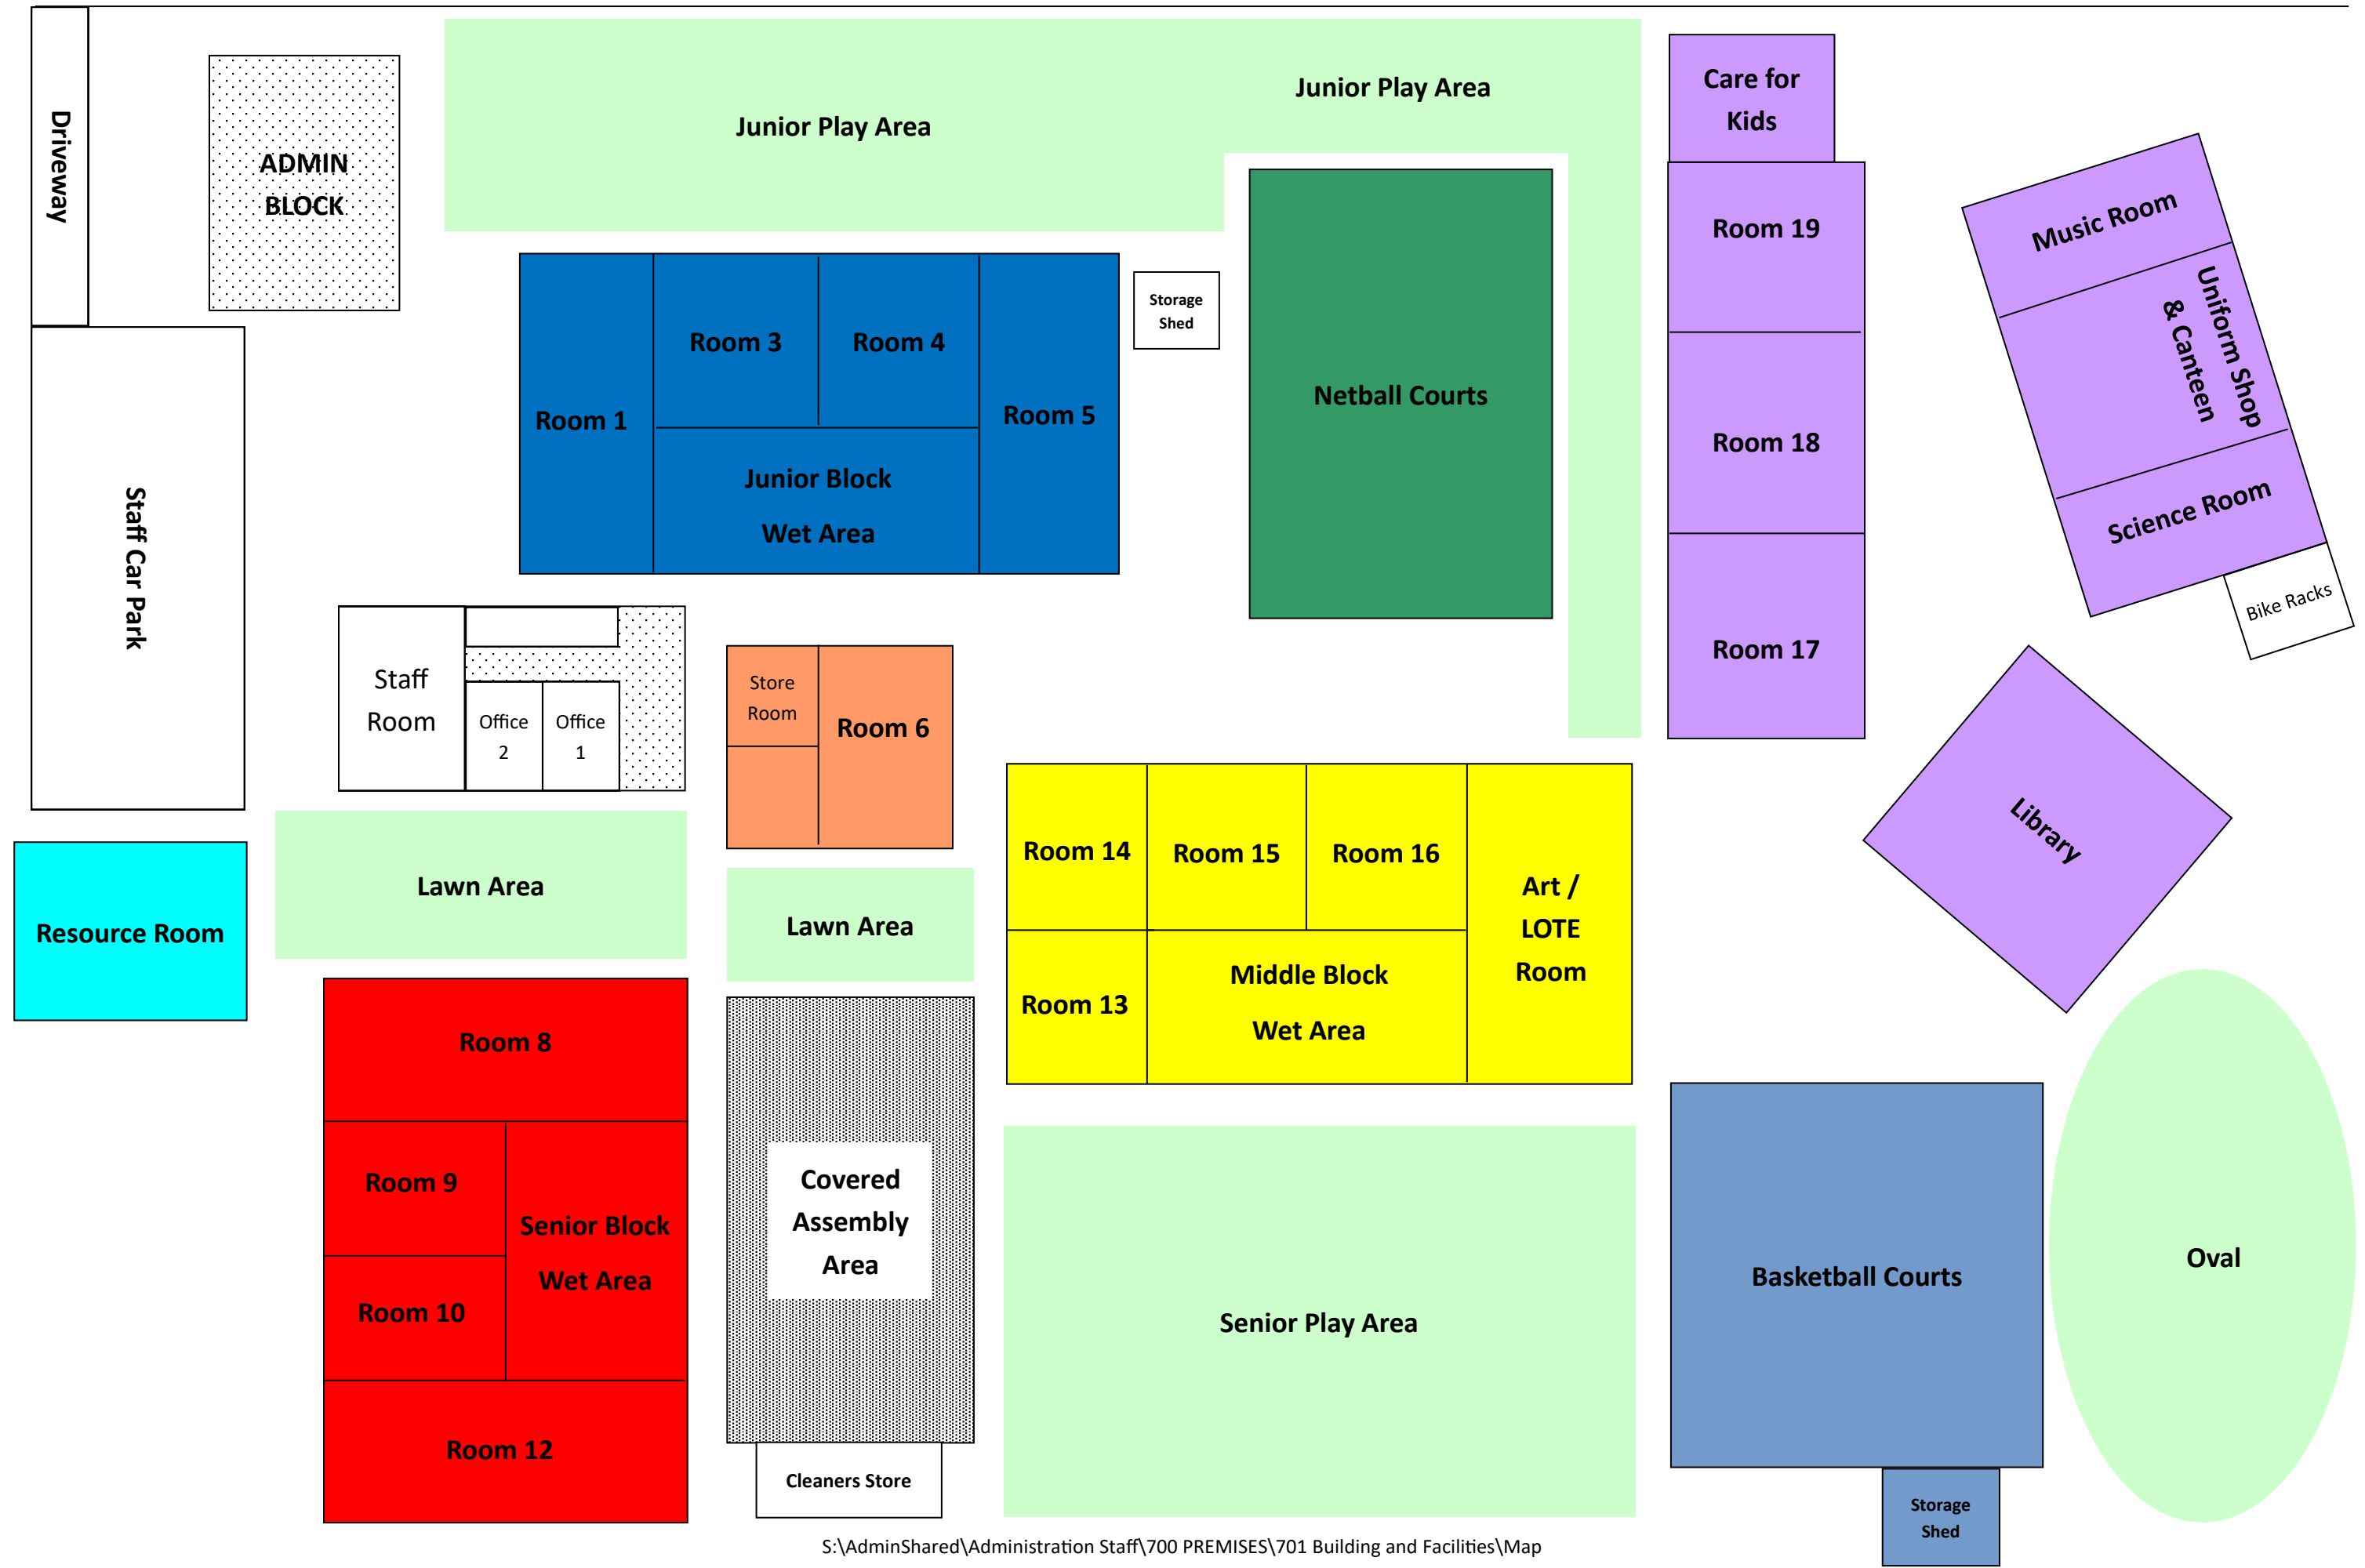 Driveway
ADMIN
BLOCK
Junior Play Area
Junior Play Area
Care for
Kids
Room 19
Room 18
Room 17
Music Room
Uniform Shop
& Canteen
Science Room
Bike Racks
Staff Car Park
Room 1
Room 3
Room 4
Room 5
Junior Block
Wet Area
Storage
Shed
Netball Courts
Staff
Room
Office
2
Office
1
Store
Room
Room 6
Library
Resource Room
Lawn Area
Lawn Area
Room 14
Room 15
Room 16
Art /
LOTE
Room
Room 13
Middle Block
Wet Area
Room 8
Room 9
Senior Block
Wet Area
Room 10
Room 12
Covered
Assembly
Area
Cleaners Store
Senior Play Area
Basketball Courts
Oval
Storage
Shed
S:\AdminShared\Administration Staff\700 PREMISES\701 Building and Facilities\Map